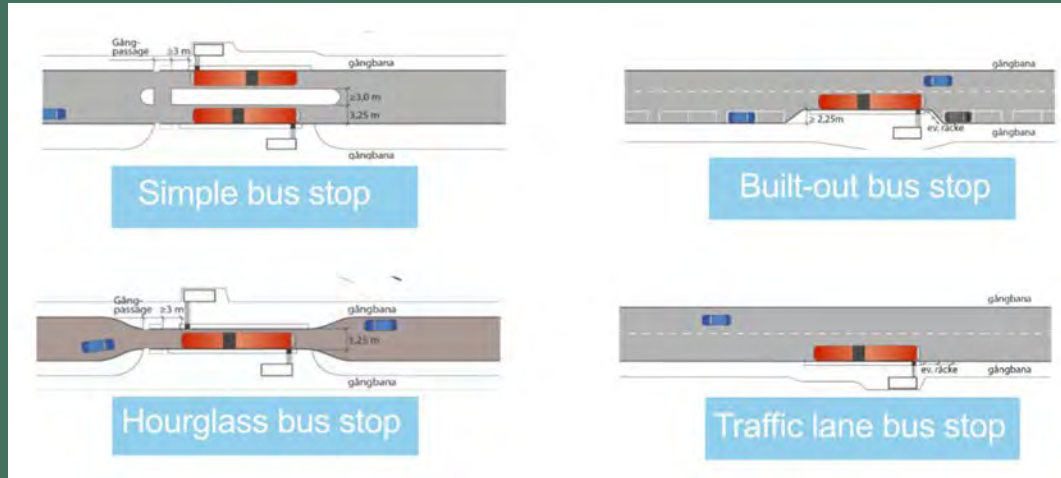 Gång-
passage
≥3 m
gångbana
≥3,0 m
3,25 m
gångbana
Simple bus stop
gångbana
≥ 2,25m
ev. räcke
gångbana
Built-out bus stop
Gång-
passage
≥3 m
gångbana
3,25 m
gångbana
Hourglass bus stop
gångbana
ev. räcke
gångbana
Traffic lane bus stop